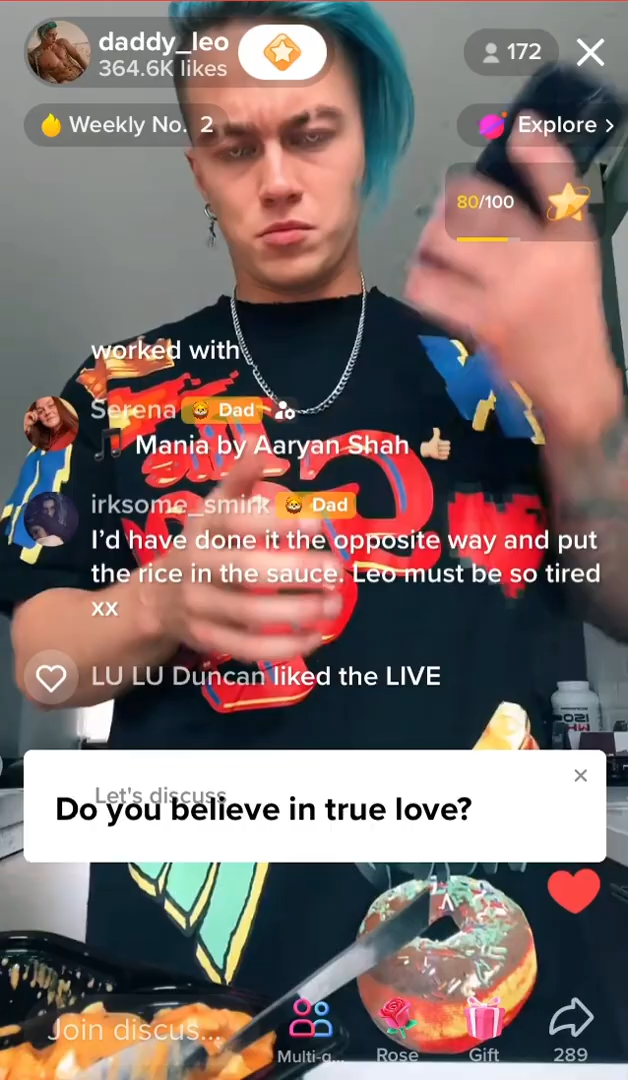 daddy_leo
364.6K likes
172
Weekly No. 2
Explore >
80/100
worked with
Serena Dad
Mania by Aaryan Shah
irksome_smirk Dad
I'd have done it the opposite way and put
the rice in the sauce. Leo must be so tired
xx
LU LU Duncan liked the LIVE
Let's discuss
Do you believe in true love?
Join discus...
Multi-g...
Rose
Gift
289